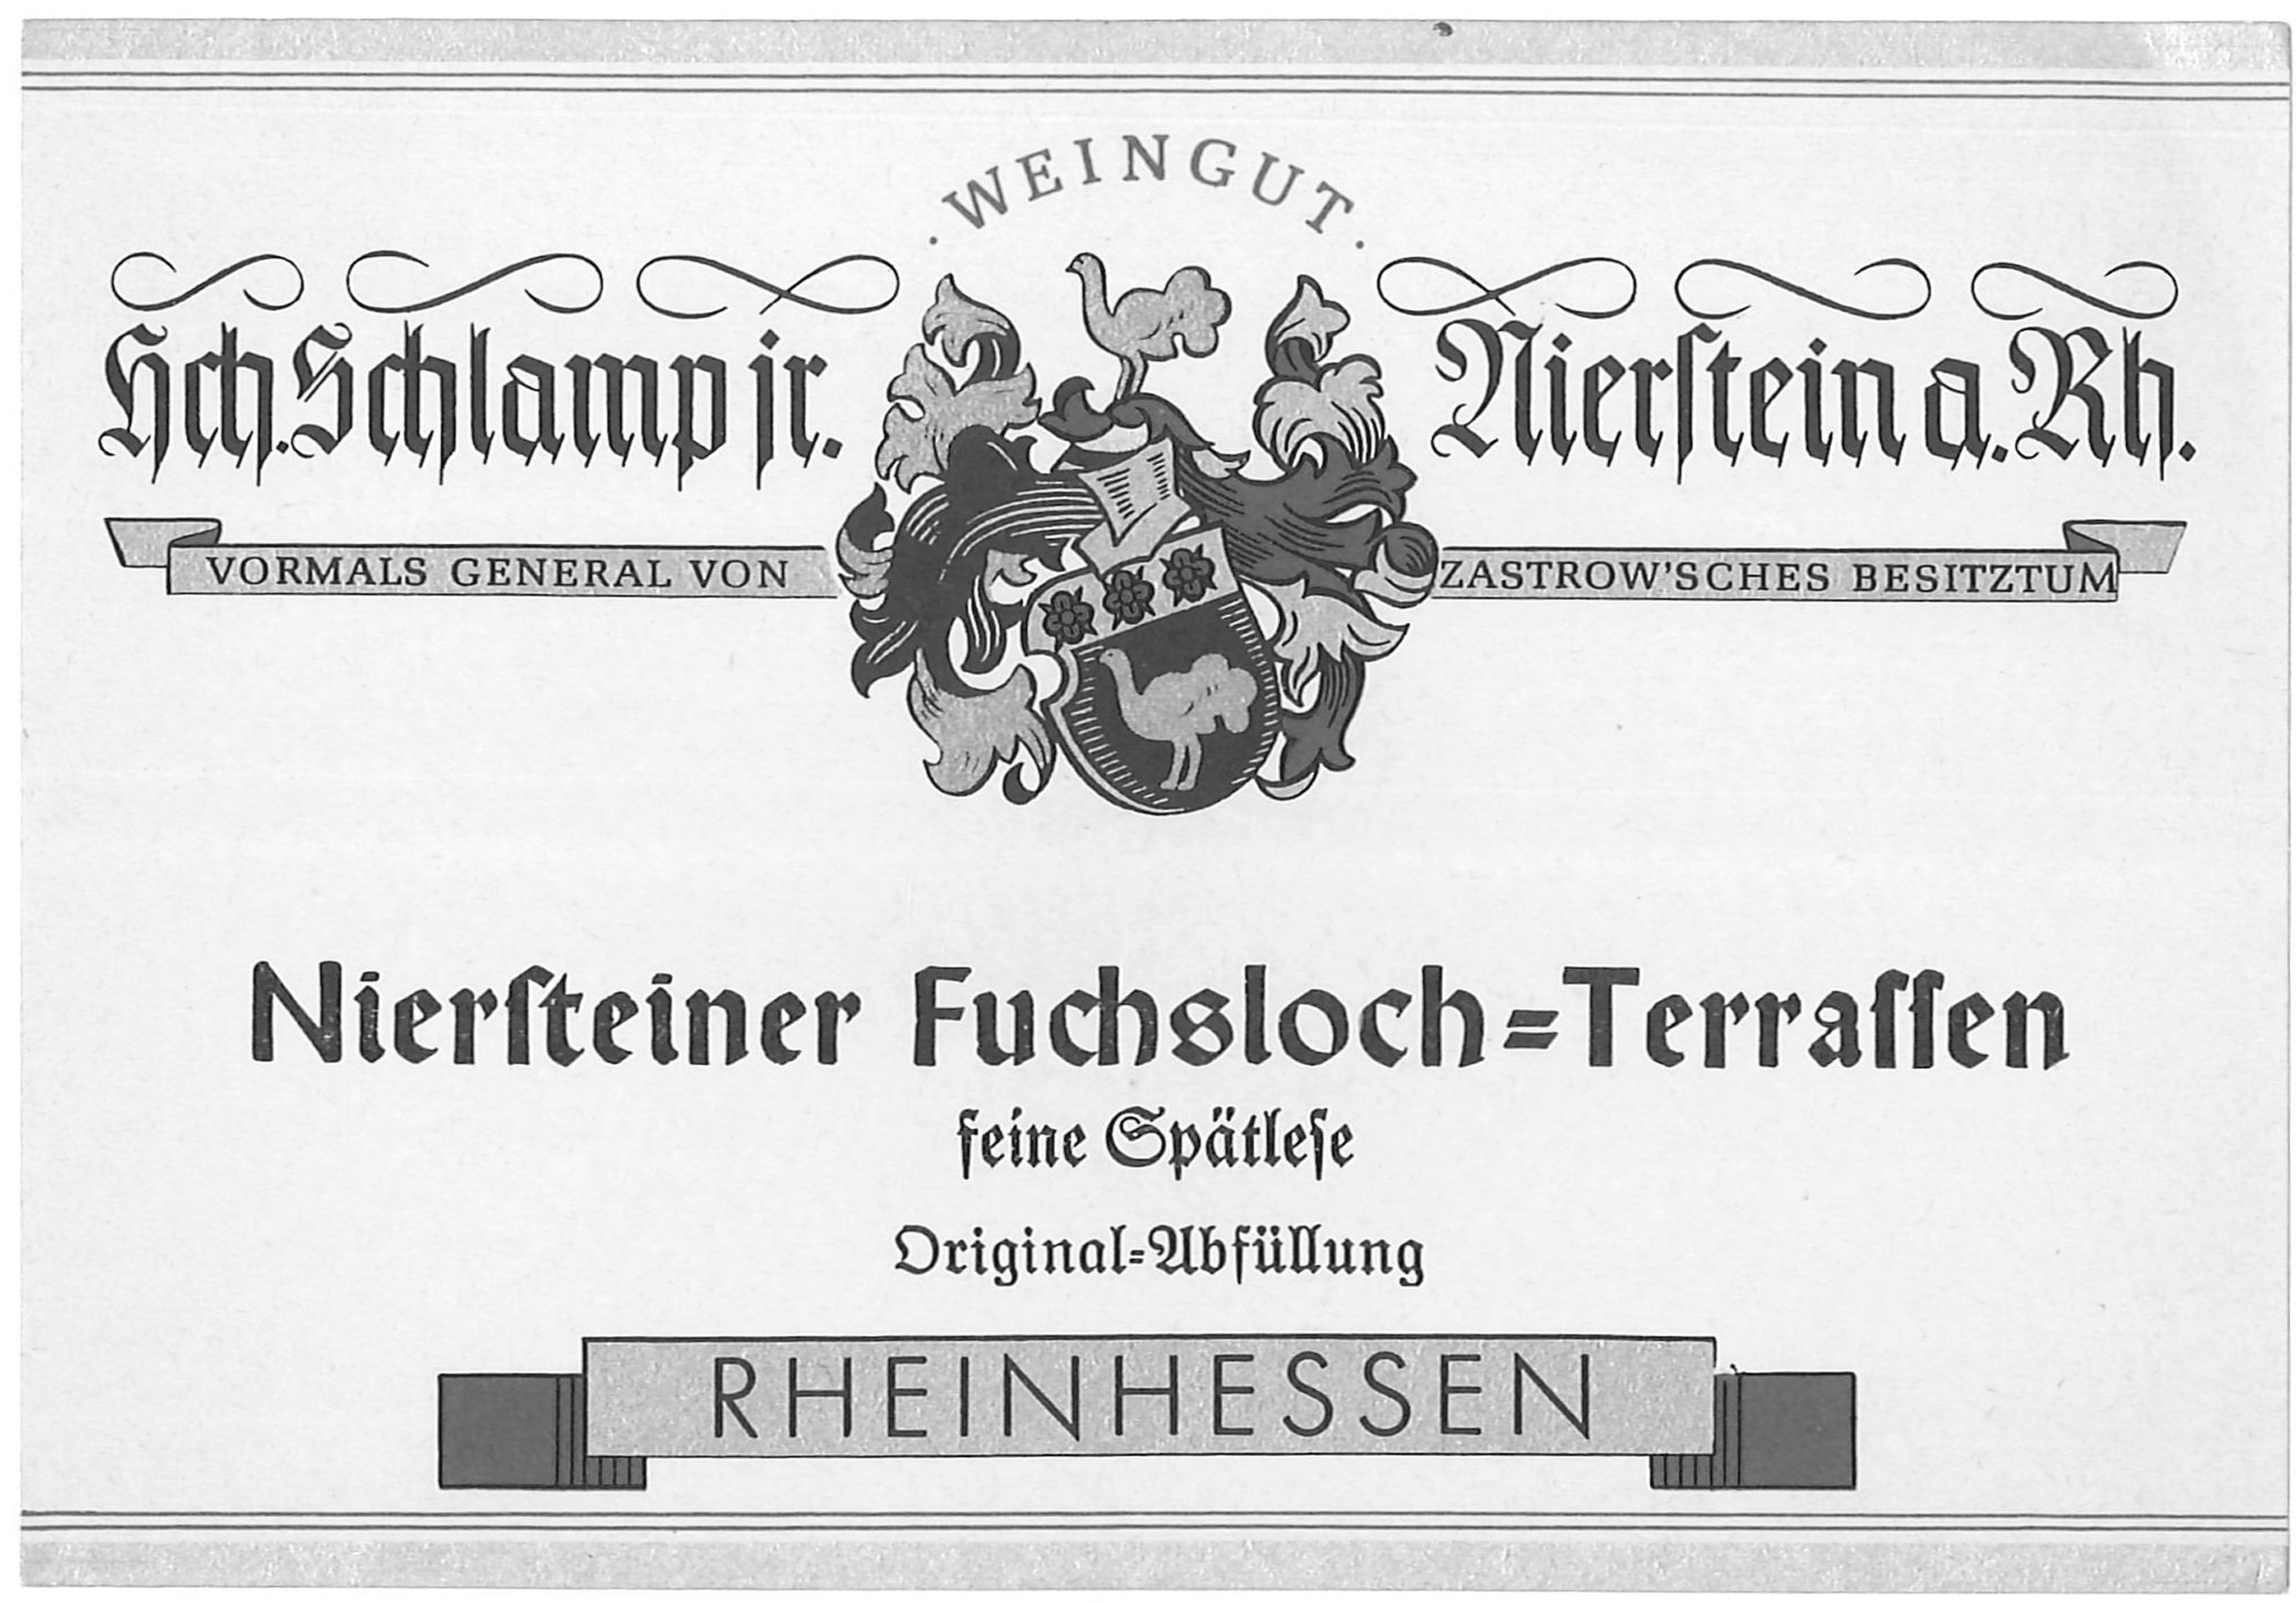 · WEINGUT ·
Hch. Schlamp jr. Nierſtein a. Rh.
VORMALS GENERAL VON ZASTROW'SCHES BESITZTUM
Nierſteiner Fuchsloch=Terraſſen
feine Spätleſe
Original=Abfüllung
RHEINHESSEN